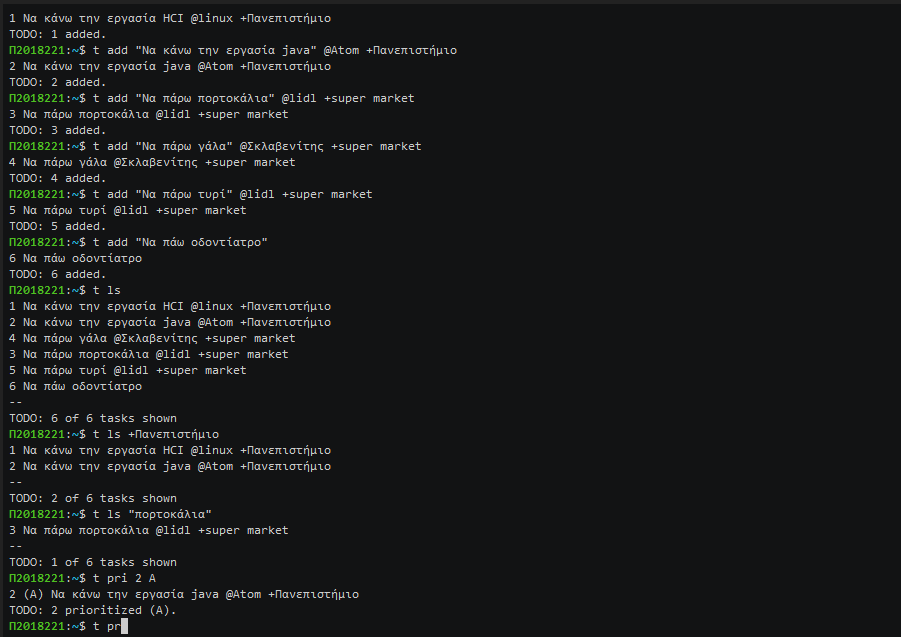 1 Να κάνω την εργασία HCI @linux +Πανεπιστήμιο
TODO: 1 added.
Π2018221:~$ t add "Να κάνω την εργασία java" @Atom +Πανεπιστήμιο
2 Να κάνω την εργασία java @Atom +Πανεπιστήμιο
TODO: 2 added.
Π2018221:~$ t add "Να πάρω πορτοκάλια" @lidl +super market
3 Να πάρω πορτοκάλια @lidl +super market
TODO: 3 added.
Π2018221:~$ t add "Να πάρω γάλα" @Σκλαβενίτης +super market
4 Να πάρω γάλα @Σκλαβενίτης +super market
TODO: 4 added.
Π2018221:~$ t add "Να πάρω τυρί" @lidl +super market
5 Να πάρω τυρί @lidl +super market
TODO: 5 added.
Π2018221:~$ t add "Να πάω οδοντίατρο"
6 Να πάω οδοντίατρο
TODO: 6 added.
Π2018221:~$ t ls
1 Να κάνω την εργασία HCI @linux +Πανεπιστήμιο
2 Να κάνω την εργασία java @Atom +Πανεπιστήμιο
4 Να πάρω γάλα @Σκλαβενίτης +super market
3 Να πάρω πορτοκάλια @lidl +super market
5 Να πάρω τυρί @lidl +super market
6 Να πάω οδοντίατρο
--
TODO: 6 of 6 tasks shown
Π2018221:~$ t ls +Πανεπιστήμιο
1 Να κάνω την εργασία HCI @linux +Πανεπιστήμιο
2 Να κάνω την εργασία java @Atom +Πανεπιστήμιο
--
TODO: 2 of 6 tasks shown
Π2018221:~$ t ls "πορτοκάλια"
3 Να πάρω πορτοκάλια @lidl +super market
--
TODO: 1 of 6 tasks shown
Π2018221:~$ t pri 2 A
2 (A) Να κάνω την εργασία java @Atom +Πανεπιστήμιο
TODO: 2 prioritized (A).
Π2018221:~$ t pr